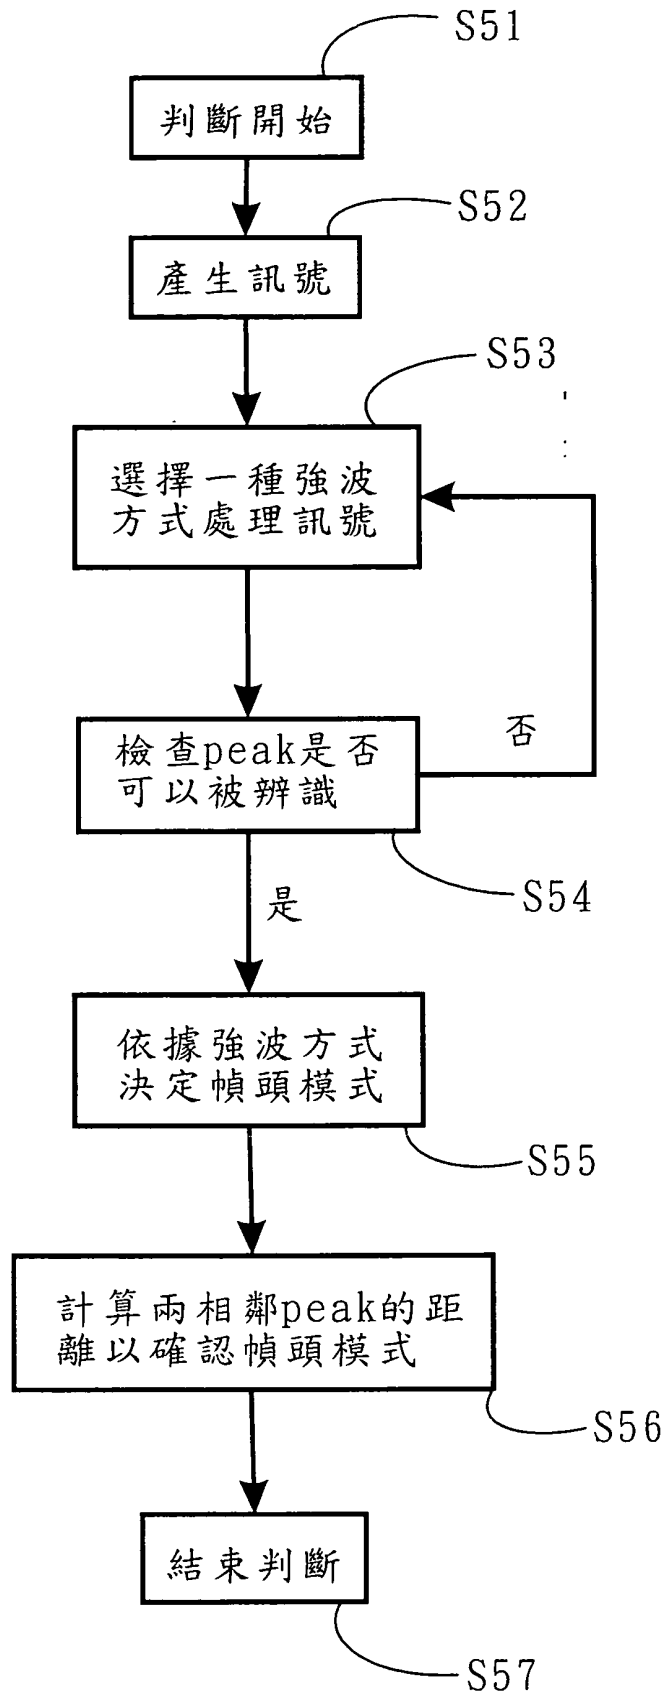 S51
判斷開始
S52
產生訊號
S53
選擇一種強波
方式處理訊號
否
檢查peak是否
可以被辨識
S54
是
依據強波方式
決定幀頭模式
S55
計算兩相鄰peak的距
離以確認幀頭模式
S56
結束判斷
S57